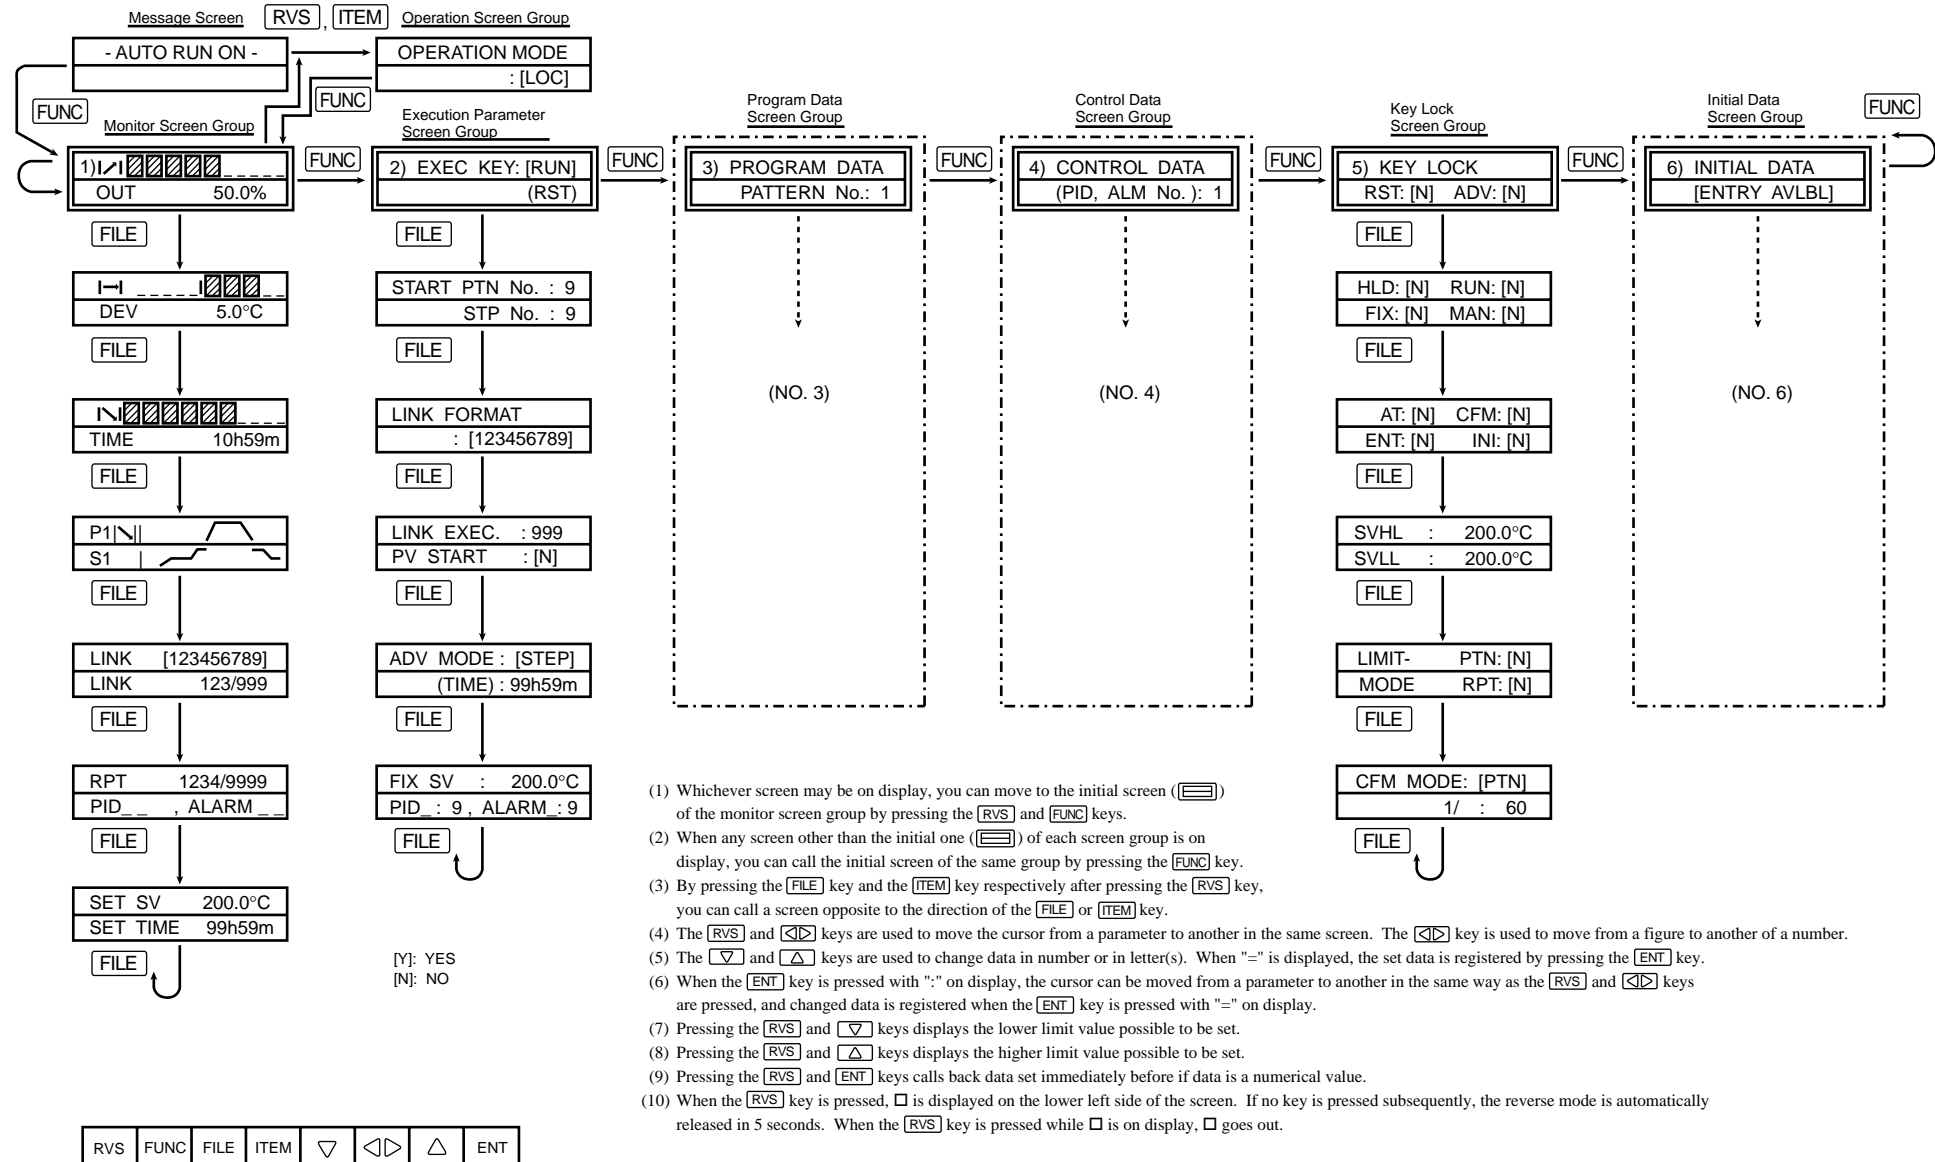 Message Screen
RVS , ITEM
Operation Screen Group
- AUTO RUN ON -
OPERATION MODE
: [LOC]
FUNC
FUNC
Monitor Screen Group
1)
OUT 50.0%
FILE
DEV 5.0°C
FILE
TIME 10h59m
FILE
P1
S1
FILE
LINK [123456789]
LINK 123/999
FILE
RPT 1234/9999
PID_ _ , ALARM _ _
FILE
SET SV 200.0°C
SET TIME 99h59m
FILE
FUNC
Execution Parameter
Screen Group
2) EXEC KEY: [RUN]
(RST)
FILE
START PTN No. : 9
STP No. : 9
FILE
LINK FORMAT
: [123456789]
FILE
LINK EXEC. : 999
PV START : [N]
FILE
ADV MODE : [STEP]
(TIME) : 99h59m
FILE
FIX SV : 200.0°C
PID_ : 9 , ALARM_: 9
FILE
[Y]: YES
[N]: NO
FUNC
Program Data
Screen Group
3) PROGRAM DATA
PATTERN No.: 1
(NO. 3)
FUNC
Control Data
Screen Group
4) CONTROL DATA
(PID, ALM No. ): 1
(NO. 4)
FUNC
Key Lock
Screen Group
5) KEY LOCK
RST: [N] ADV: [N]
FILE
HLD: [N] RUN: [N]
FIX: [N] MAN: [N]
FILE
AT: [N] CFM: [N]
ENT: [N] INI: [N]
FILE
SVHL : 200.0°C
SVLL : 200.0°C
FILE
LIMIT- PTN: [N]
MODE RPT: [N]
FILE
CFM MODE: [PTN]
1/ : 60
FILE
FUNC
Initial Data
Screen Group
6) INITIAL DATA
[ENTRY AVLBL]
(NO. 6)
FUNC
(1) Whichever screen may be on display, you can move to the initial screen ( )
of the monitor screen group by pressing the RVS and FUNC keys.
(2) When any screen other than the initial one ( ) of each screen group is on
display, you can call the initial screen of the same group by pressing the FUNC key.
(3) By pressing the FILE key and the ITEM key respectively after pressing the RVS key,
you can call a screen opposite to the direction of the FILE or ITEM key.
(4) The RVS and ◁▷ keys are used to move the cursor from a parameter to another in the same screen. The ◁▷ key is used to move from a figure to another of a number.
(5) The ▽ and △ keys are used to change data in number or in letter(s). When "=" is displayed, the set data is registered by pressing the ENT key.
(6) When the ENT key is pressed with ":" on display, the cursor can be moved from a parameter to another in the same way as the RVS and ◁▷ keys
are pressed, and changed data is registered when the ENT key is pressed with "=" on display.
(7) Pressing the RVS and ▽ keys displays the lower limit value possible to be set.
(8) Pressing the RVS and △ keys displays the higher limit value possible to be set.
(9) Pressing the RVS and ENT keys calls back data set immediately before if data is a numerical value.
(10) When the RVS key is pressed, □ is displayed on the lower left side of the screen. If no key is pressed subsequently, the reverse mode is automatically
released in 5 seconds. When the RVS key is pressed while □ is on display, □ goes out.
RVS FUNC FILE ITEM ▽ ◁▷ △ ENT